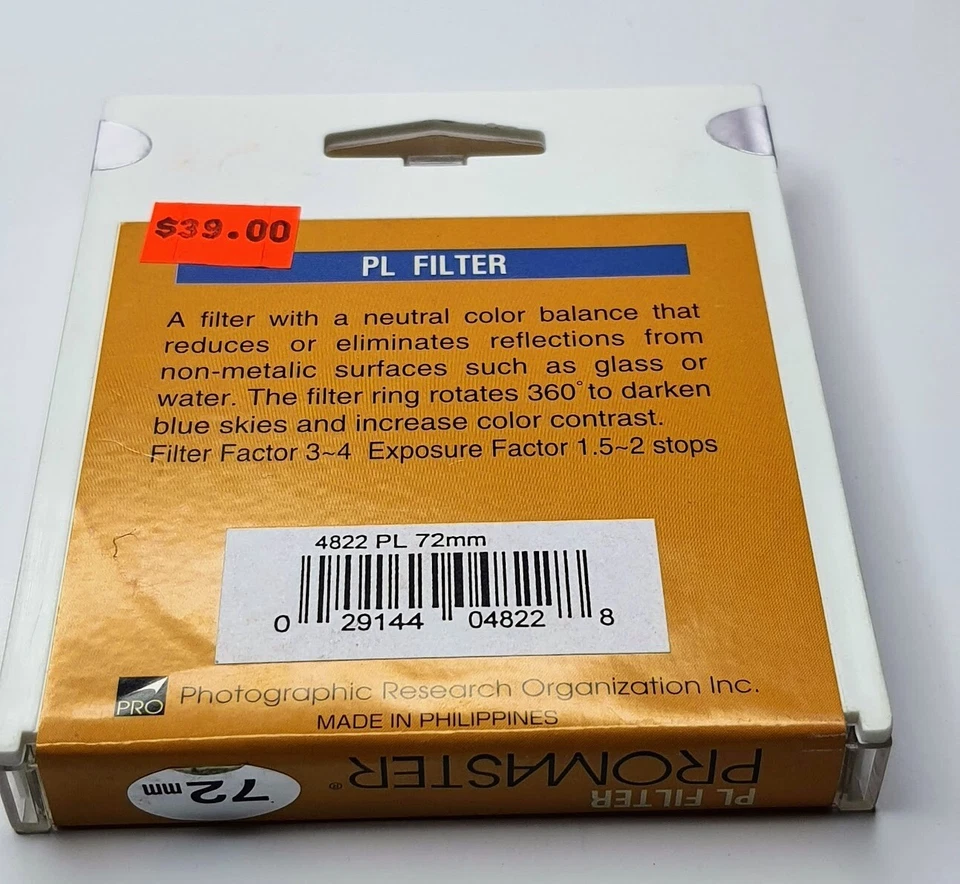 $39.00
PL FILTER
A filter with a neutral color balance that
reduces or eliminates reflections from
non-metalic surfaces such as glass or
water. The filter ring rotates 360° to darken
blue skies and increase color contrast.
Filter Factor 3~4 Exposure Factor 1.5~2 stops
4822 PL 72mm
0 29144 04822 8
PRO Photographic Research Organization Inc.
MADE IN PHILIPPINES
PROMASTER®
PL FILTER
72mm